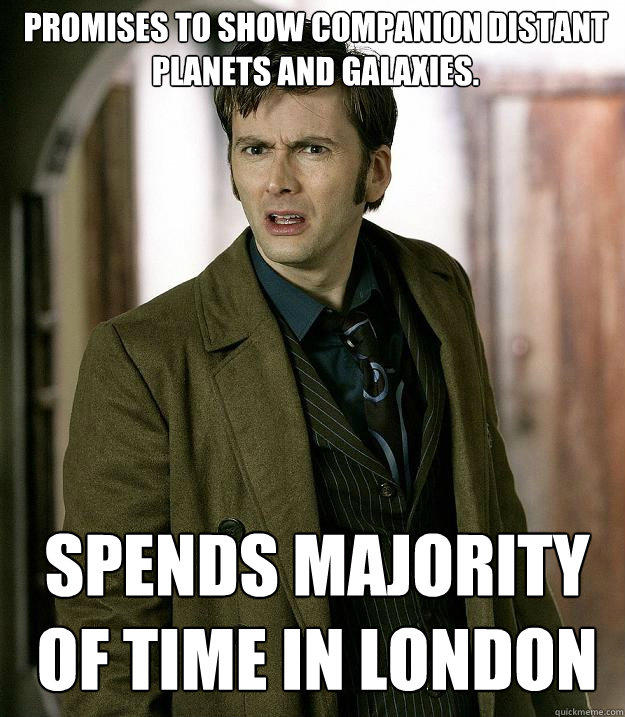 PROMISES TO SHOW COMPANION DISTANT
PLANETS AND GALAXIES.
SPENDS MAJORITY
OF TIME IN LONDON
quickmeme.com